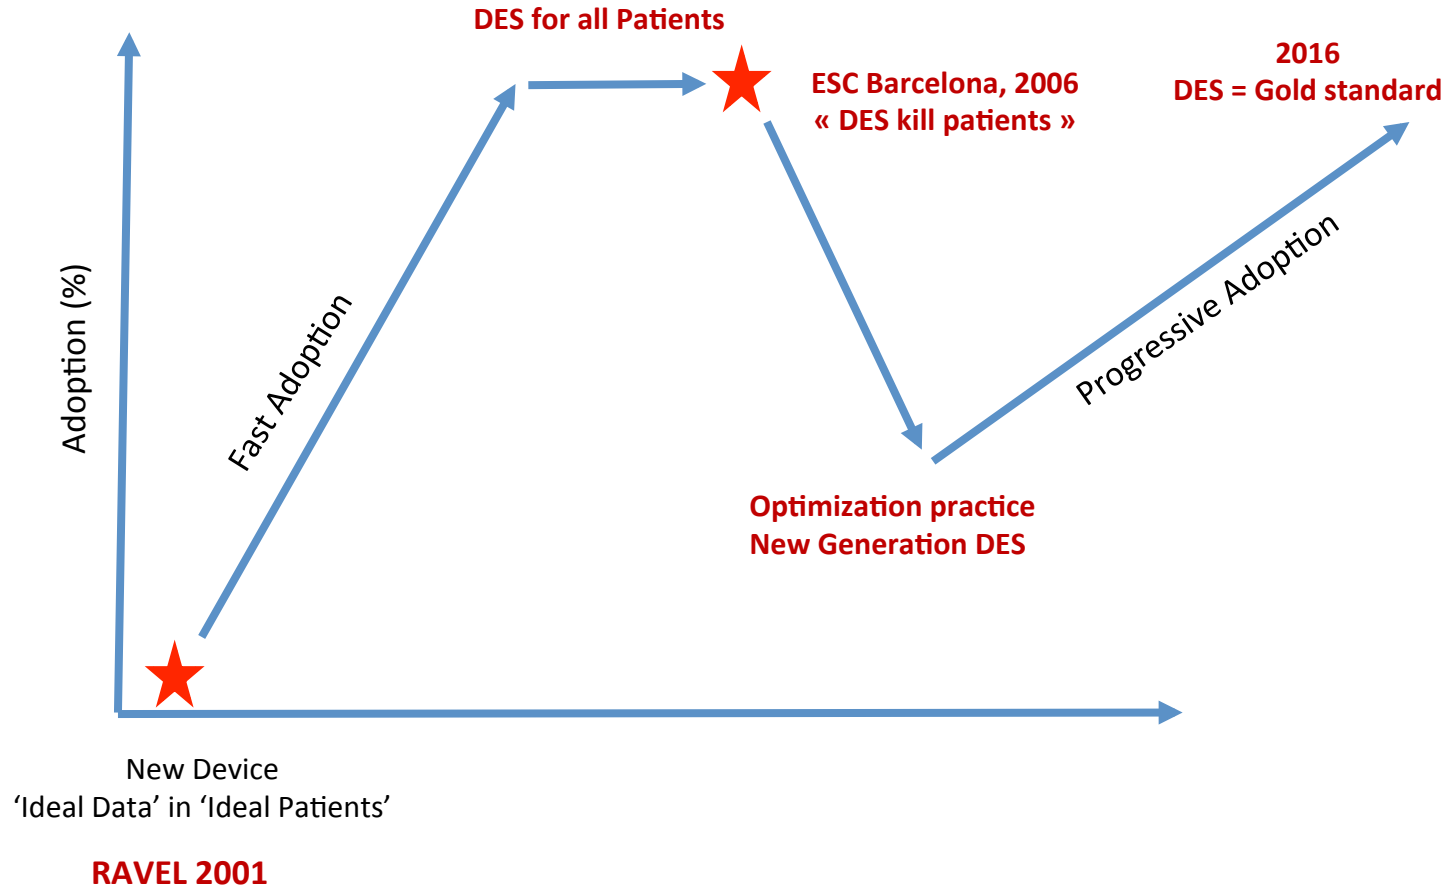 DES for all Patients
ESC Barcelona, 2006
« DES kill patients »
2016
DES = Gold standard
Adoption (%)
Fast Adoption
Progressive Adoption
Optimization practice
New Generation DES
New Device
‘Ideal Data’ in ‘Ideal Patients’
RAVEL 2001